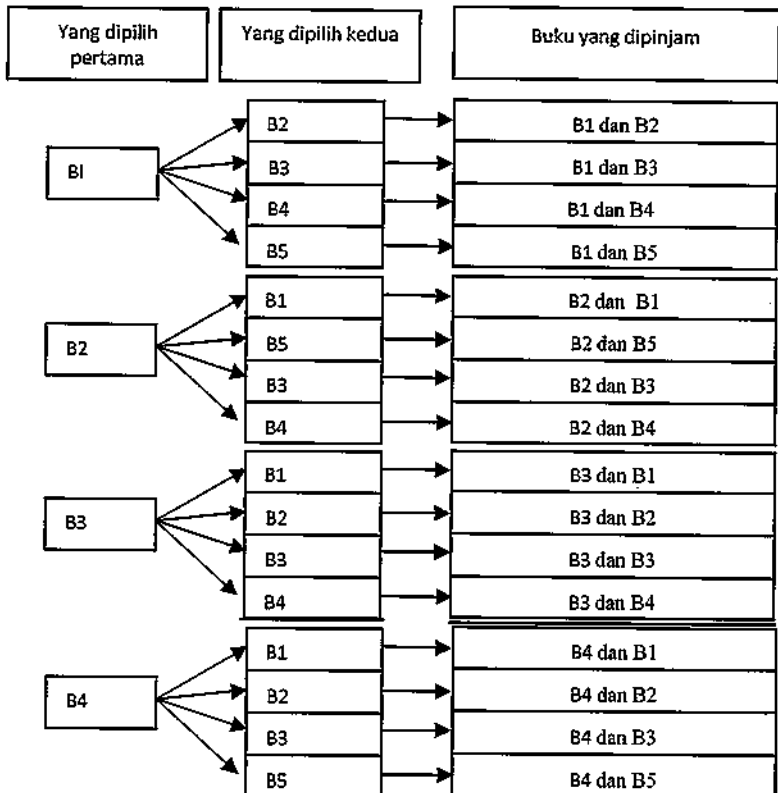 Yang dipilih pertama
Yang dipilih kedua
Buku yang dipinjam
B1
B2
B1 dan B2
B3
B1 dan B3
B4
B1 dan B4
B5
B1 dan B5
B2
B1
B2 dan B1
B5
B2 dan B5
B3
B2 dan B3
B4
B2 dan B4
B3
B1
B3 dan B1
B2
B3 dan B2
B3
B3 dan B3
B4
B3 dan B4
B4
B1
B4 dan B1
B2
B4 dan B2
B3
B4 dan B3
B5
B4 dan B5